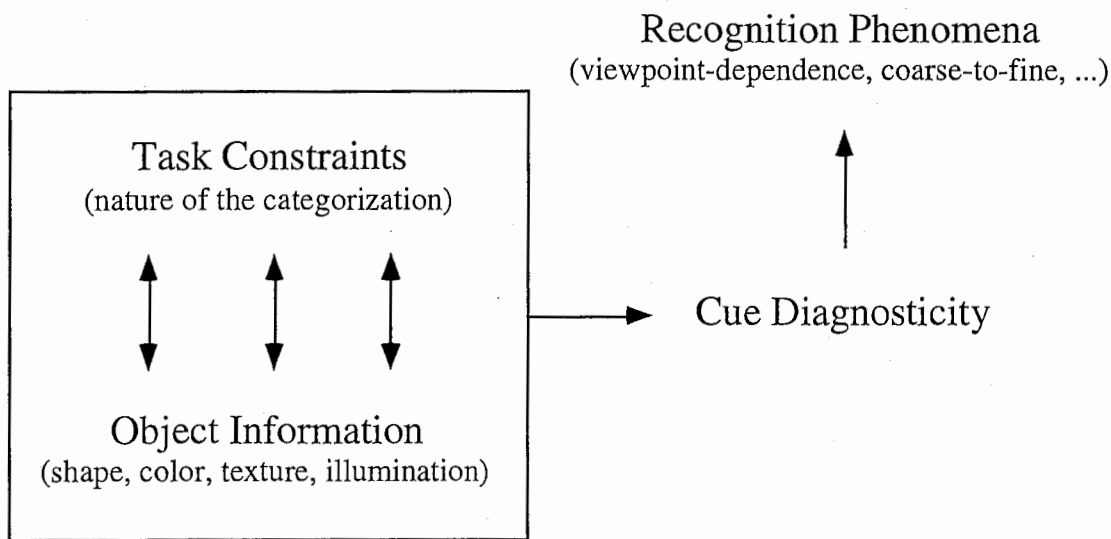 Recognition Phenomena
(viewpoint-dependence, coarse-to-fine, ...)
Task Constraints
(nature of the categorization)
Cue Diagnosticity
Object Information
(shape, color, texture, illumination)